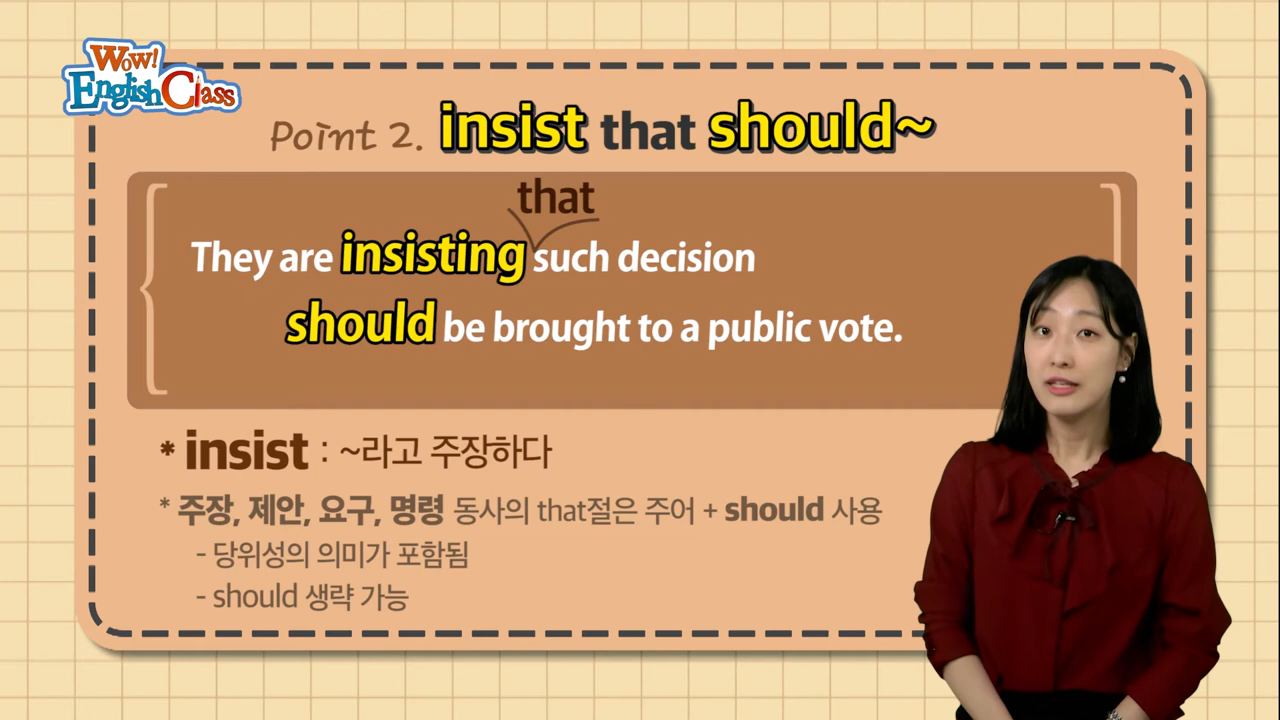 Wow!
English Class
Point 2. insist that should~
that
They are insisting such decision
should be brought to a public vote.
* insist : ~라고 주장하다
* 주장, 제안, 요구, 명령 동사의 that절은 주어 + should 사용
- 당위성의 의미가 포함됨
- should 생략 가능